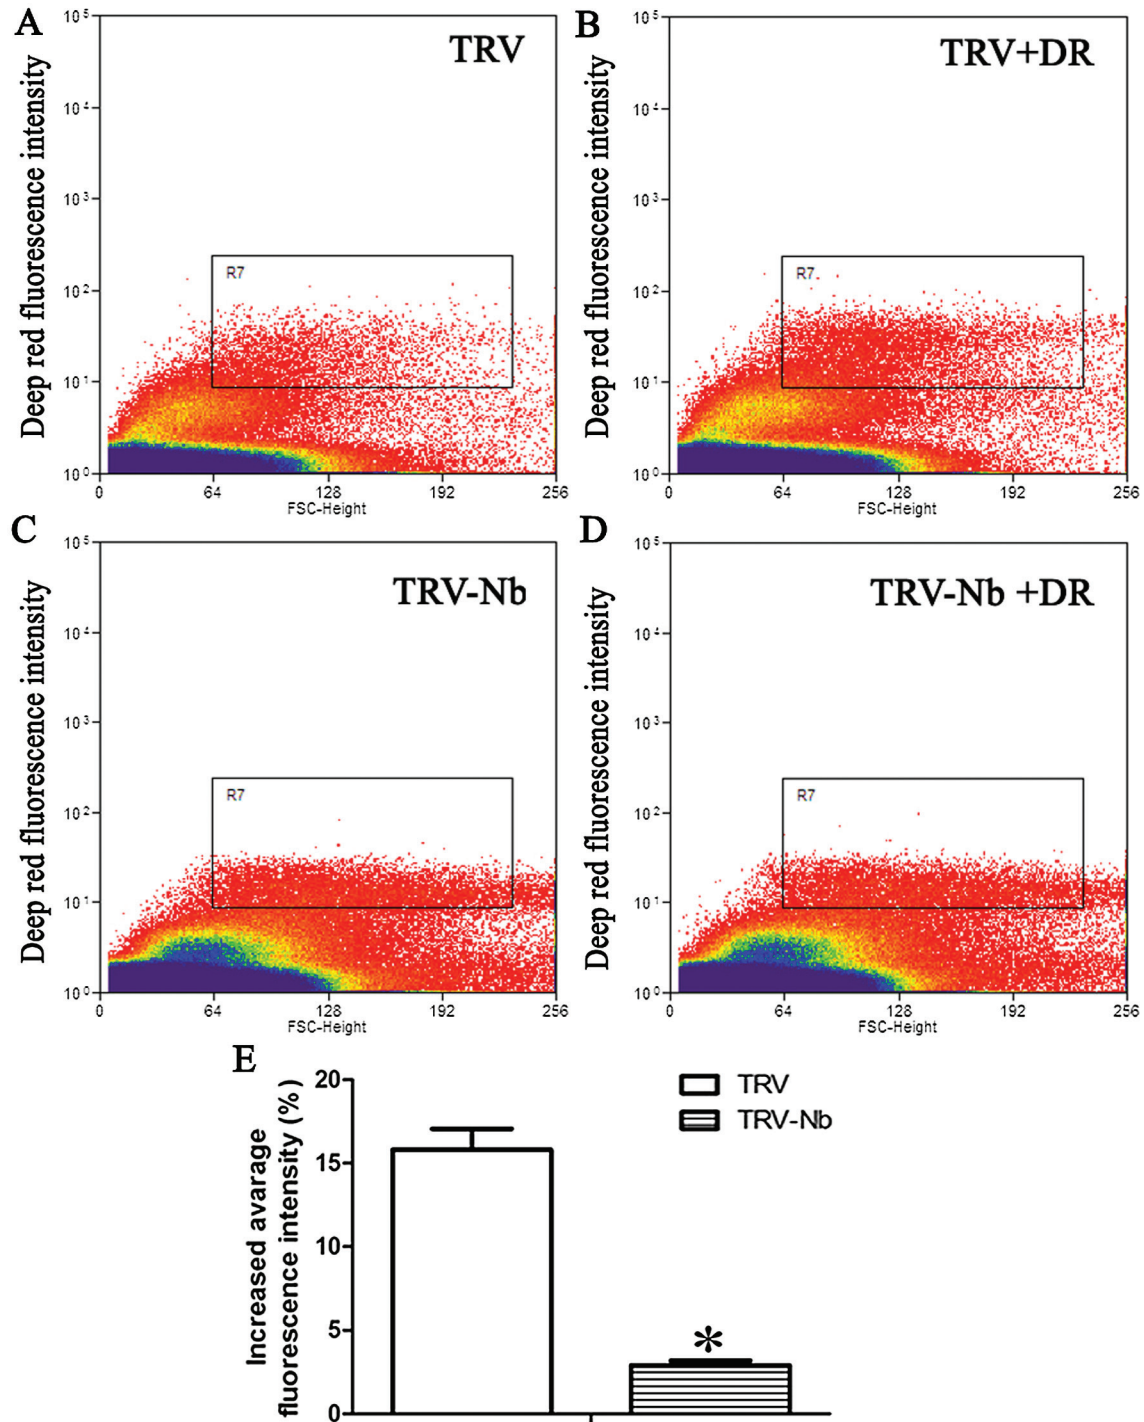 A
TRV
Deep red fluorescence intensity
10⁵
10⁴
10³
10²
10¹
10⁰
R7
0 64 128 192 256
FSC-Height
B
TRV+DR
Deep red fluorescence intensity
10⁵
10⁴
10³
10²
10¹
10⁰
R7
0 64 128 192 256
FSC-Height
C
TRV-Nb
Deep red fluorescence intensity
10⁵
10⁴
10³
10²
10¹
10⁰
R7
0 64 128 192 256
FSC-Height
D
TRV-Nb +DR
Deep red fluorescence intensity
10⁵
10⁴
10³
10²
10¹
10⁰
R7
0 64 128 192 256
FSC-Height
E
Increased avarage
fluorescence intensity (%)
20
15
10
5
0
*
TRV
TRV-Nb